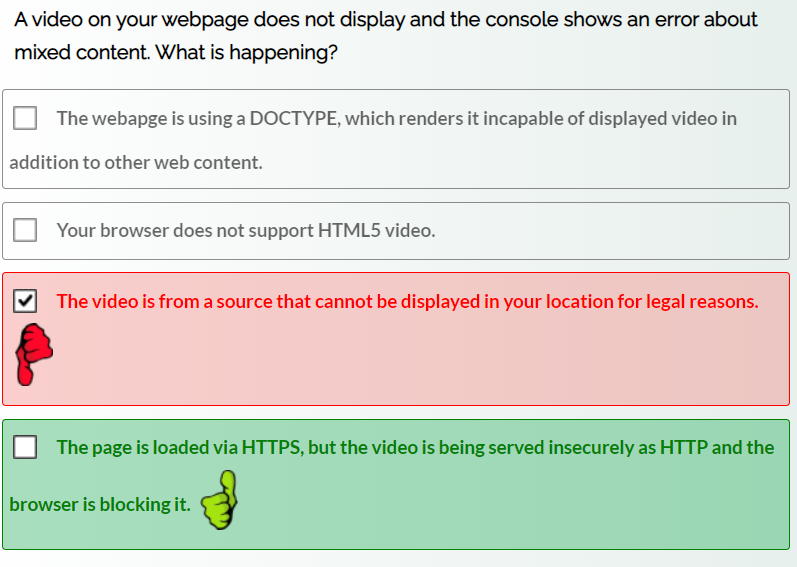 A video on your webpage does not display and the console shows an error about
mixed content. What is happening?
The webapge is using a DOCTYPE, which renders it incapable of displayed video in
addition to other web content.
Your browser does not support HTML5 video.
The video is from a source that cannot be displayed in your location for legal reasons.
The page is loaded via HTTPS, but the video is being served insecurely as HTTP and the
browser is blocking it.